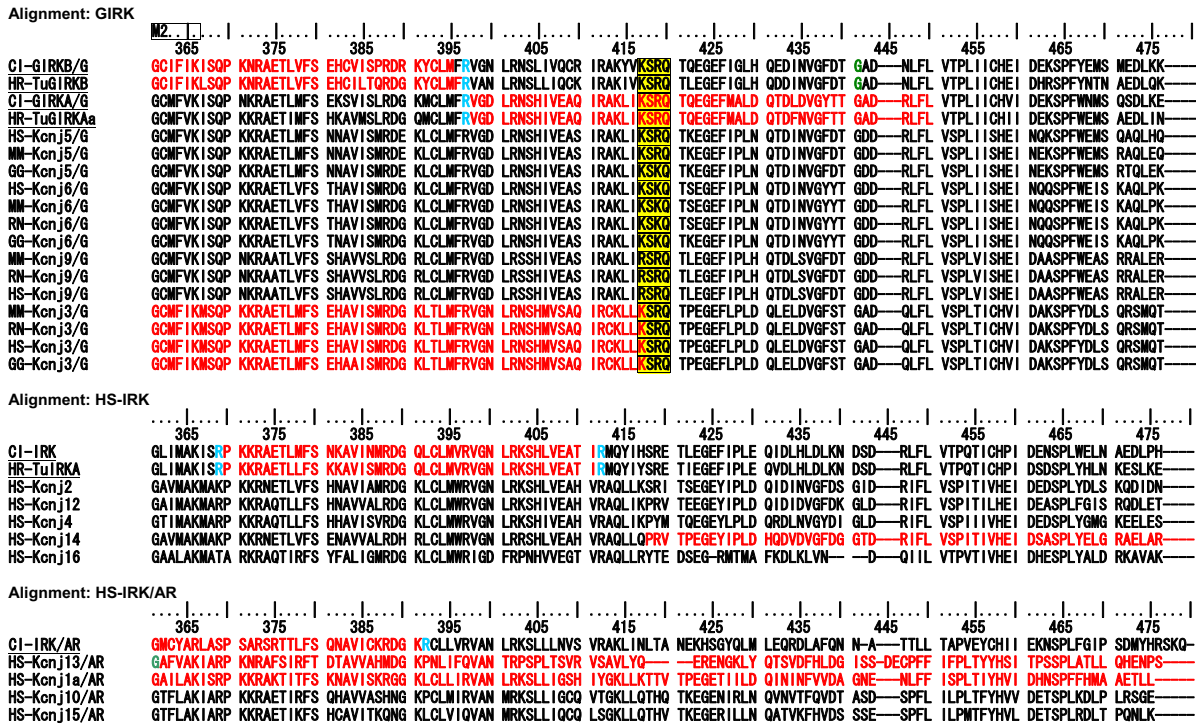 Alignment: GIRK
M2. . | . . . . | . . . . | . . . . | . . . . | . . . . | . . . . | . . . . | . . . . | . . . . | . . . . | . . . . | . . . . |
365 375 385 395 405 415 425 435 445 455 465 475
CI-GIRKB/G GCIFIKISQP KNRAETLVFS EHCVISPRDR KYCLMFRVGN LRNSLIVQCR IRAKYVKSRQ TQEGEFIGLH QEDINVGFDT GAD---NLFL VTPLIICHVI DEKSPFYEMS MEDLKK----
HR-TuGIRKB GCIFIKLSQP KNRAETLVFS EHCILTQRDG KYCLMFRVAN LRNSLLIQCK IRAKIVKSRQ TLEGEFIGLH QLEDDVGFDT GAD---NLFL VTPLIICHLI DHRSPFYNTN AEDLQK----
CI-GIRKA/G GCMFVKISQP KKRAETLVFS EKSVISLRDG KMCLMFRVGD LRNSHIVEAQ IRAKLIKSRQ TQEGEFMALD QTDLDVGYTT GAD---RLFL VTPLIICHVI DEKSPFWNMS QSDLKE----
HR-TuGIRKAa GCMFVKISQP KKRAETIMFS HKAVMSLRDG QMCLMFRVGD LRNSHIVEAQ IRAKLIKSRQ TQEGEFMALD QTDFNVGFTT GAD---RLFL VTPLIICHII DEKSPFWEMS AEDLIN----
HS-Kcnj5/G GCMFVKISQP KKRAETLMFS NNAVISMRDE KLCLMFRVGD LRNSHIVEAS IRAKLIKSRQ TKEGEFIPLN QTDINVGFDT GDD---RLFL VSPLIISHEI NQKSPFWEMS QAQLHQ----
MM-Kcnj5/G GCMFVKISQP KKRAETLMFS NNAVISMRDE KLCLMFRVGD LRNSHIVEAS IRAKLIKSRQ TKEGEFIPLN QTDINVGFDT GDD---RLFL VSPLIISHEI NEKSPFWEMS RAQLEQ----
GG-Kcnj5/G GCMFVKISQP KKRAETLMFS NNAVISMRDE KLCLMFRVGD LRNSHIVEAS IRAKLIKSRQ TKEGEFIPLN QTDINVGFDT GDD---RLFL VSPLIISHEI NEKSPFWEMS RTQLEK----
HS-Kcnj6/G GCMFVKISQP KKRAETLVFS THAVISMRDG KLCLMFRVGD LRNSHIVEAS IRAKLIKSKQ TSEGEFIPLN QTDINVGYYT GDD---RLFL VSPLIISHEI NQQSPFWEIS KAQLPK----
MM-Kcnj6/G GCMFVKISQP KKRAETLVFS THAVISMRDG KLCLMFRVGD LRNSHIVEAS IRAKLIKSKQ TSEGEFIPLN QTDINVGYYT GDD---RLFL VSPLIISHEI NQQSPFWEIS KAQLPK----
RN-Kcnj6/G GCMFVKISQP KKRAETLVFS THAVISMRDG KLCLMFRVGD LRNSHIVEAS IRAKLIKSKQ TSEGEFIPLN QTDINVGYYT GDD---RLFL VSPLIISHEI NQQSPFWEIS KAQLPK----
GG-Kcnj6/G GCMFVKISQP KKRAETLVFS TNAVISMRDG KLCLMFRVGD LRNSHIVEAS IRAKLIKSKQ TKEGEFIPLN QTDINVGYYT GDD---RLFL VSPLIISHEI NQQSPFWEIS KAQLPK----
MM-Kcnj9/G GCMFVKISQP NKRAATLVFS SHAVVSLRDG RLCLMFRVGD LRSSHIVEAS IRAKLIRSRQ TLEGEFIPLH QTDLSVGFDT GDD---RLFL VSPLVISHEI DAASPFWEAS RRALER----
RN-Kcnj9/G GCMFVKISQP NKRAATLVFS SHAVVSLRDG RLCLMFRVGD LRSSHIVEAS IRAKLIRSRQ TLEGEFIPLH QTDLSVGFDT GDD---RLFL VSPLVISHEI DAASPFWEAS RRALER----
HS-Kcnj9/G GCMFVKISQP NKRAATLVFS SHAVVSLRDG RLCLMFRVGD LRSSHIVEAS IRAKLIRSRQ TLEGEFIPLH QTDLSVGFDT GDD---RLFL VSPLVISHEI DAASPFWEAS RRALER----
MM-Kcnj3/G GCMFIKMSQP KKRAETLMFS EHAVISMRDG KLTLMFRVGN LRNSHMVSAQ IRCKLLKSRQ TPEGEFLPLD QLELDVGFST GAD---QLFL VSPLTICHVI DAKSPFYDLS QRSMQT----
RN-Kcnj3/G GCMFIKMSQP KKRAETLMFS EHAVISMRDG KLTLMFRVGN LRNSHMVSAQ IRCKLLKSRQ TPEGEFLPLD QLELDVGFST GAD---QLFL VSPLTICHVI DAKSPFYDLS QRSMQT----
HS-Kcnj3/G GCMFIKMSQP KKRAETLMFS EHAVISMRDG KLTLMFRVGN LRNSHMVSAQ IRCKLLKSRQ TPEGEFLPLD QLELDVGFST GAD---QLFL VSPLTICHVI DAKSPFYDLS QRSMQT----
GG-Kcnj3/G GCMFIKMSQP KKRAETLMFS EHAAISMRDG KLTLMFRVGN LRNSHMVSAQ IRCKLLKSRQ TPEGEFLPLD QLELDVGFST GAD---QLFL VSPLTICHVI DAKSPFYDLS QRSMQT----
Alignment: HS-IRK
365 375 385 395 405 415 425 435 445 455 465 475
CI-IRK GLIMAKISRP KKRAETLMFS NKAVINMRDG QLCLMVRVGN LRKSHLVEAT IRMQYIHSRE TLEGEFIPLE QIDLHLDLKN DSD---RLFL VTPQTICHPI DENSPLWELN AEDLPH----
HR-TuIRKA GLIMAKISRP KKRAETLLFS KKAVISMRDG QLCLMVRVGN LRKSHLVEAT IRMQYIYSRE TIEGEFIPLE QVDLHLDLKN DSD---RLFL VTPQTICHPI DSDSPLYHLN KESLKE----
HS-Kcnj2 GAVMAKMAKP KKRNETLVFS HNAVIAMRDG KLCLMWRVGN LRKSHLVEAH VRAQLLKSRI TSEGEYIPLD QIDINVGFDS GID---RIFL VSPITIVHEI DEDSPLYDLS KQDIDN----
HS-Kcnj12 GAIMAKMARP KKRAQTLLFS HNAVVALRDG KLCLMWRVGN LRKSHIVEAH VRAQLIKPRV TEEGEYIPLD QIDIDVGFDK GLD---RIFL VSPITILHEI DEASPLFGIS RQDLET----
HS-Kcnj4 GTIMAKMARP KKRAQTLLFS HHAVISVRDG KLCLMWRVGN LRKSHIVEAH VRAQLIKPYM TQEGEYLPLD QRDLNVGYDI GLD---RIFL VSPIIIVHEI DEDSPLYGMG KEELES----
HS-Kcnj14 GAVMAKMAKP KKRNETLVFS ENAVVALRDH RLCLMWRVGN LRRSHLVEAH VRAQLLQPRV TPEGEYIPLD HQDVDVGFDG GTD---RIFL VSPITIVHEI DSASPLYELG RAELAR----
HS-Kcnj16 GAALAKMATA RKRAQTIRFS YFALIGMRDG KLCLMWRIGD FRPNHVVEGT VRAQLLRYTE DSEG-RMTMA FKDLKLVN-- --D---QIILVTPVTIVHEI DHESPLYALD RKAVAK----
Alignment: HS-IRK/AR
365 375 385 395 405 415 425 435 445 455 465 475
CI-IRK/AR GMCYARLASP SARSRTTLFS QNAVICKRDG KRCLLVRVAN LRKSLLLNVS VRAKLINLTA NEKHSGYQLM LEQRDLAFQN N-A---TTLL TAPVEYCHII EKNSPLFGIP SDMYHRSKQ-
HS-Kcnj13/AR GAFVAKIARP KNRAFSIRFT DTAVVAHMDG KPNLIFQVAN TRPSPLTSVR VSAVLYQ--- -ERENGKLY QTSVDFHLDG ISS-DECPFF IFPLTYYHSI TPSSPLATLL QHENPS----
HS-Kcnj1a/AR GAILAKISRP KKRAKTITFS KNAVISKRGG KLCLLIRVAN LRKSLLIGSH IYGKLLKTTV TPEGETIILD QININFVVDA GNE---NLFF ISPLTIYHVI DHNSPFFHMA AETLL-----
HS-Kcnj10/AR GTFLAKIARP KKRAETIRFS QHAVVASHNG KPCLMIRVAN MRKSLLIGCQ VTGKLLQTHQ TKEGENIRLN QVNVTFQVDT ASD---SPFL ILPLTFYHVV DETSPLKDLP LRSGE-----
HS-Kcnj15/AR GTFLAKIARP KKRAETIKFS HCAVITKQNG KLCLVIQVAN MRKSLLIQCQ LSGKLLQTHV TKEGERILLN QATVKFHVDS SSE---SPFL ILPMTFYHVL DETSPLRDLT PQNLK-----